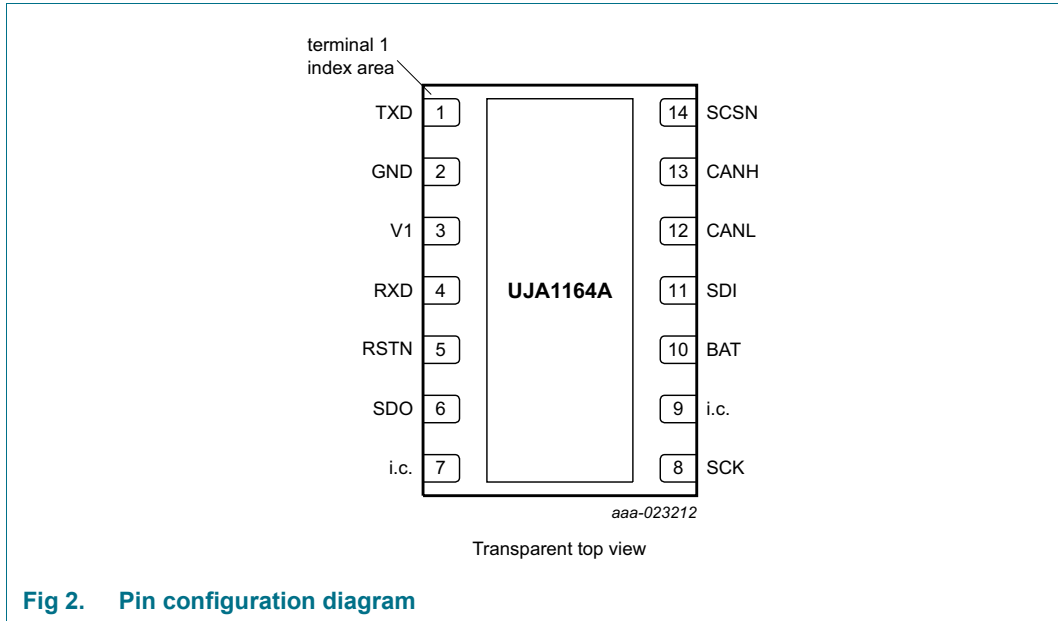 terminal 1
index area
TXD 1
GND 2
V1 3
RXD 4
RSTN 5
SDO 6
i.c. 7
UJA1164A
14 SCSN
13 CANH
12 CANL
11 SDI
10 BAT
9 i.c.
8 SCK
aaa-023212
Transparent top view
Fig 2. Pin configuration diagram